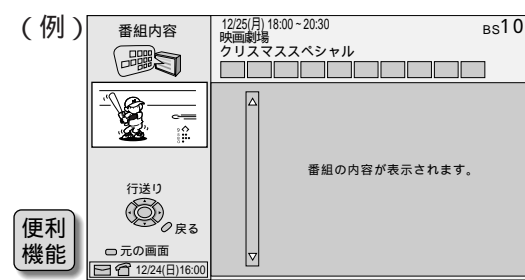 (例)
番組内容
12/25(月) 18:00~20:30
BS10
映画劇場
クリスマススペシャル
番組の内容が表示されます。
行送り
戻る
元の画面
12/24(日)16:00
便利
機能